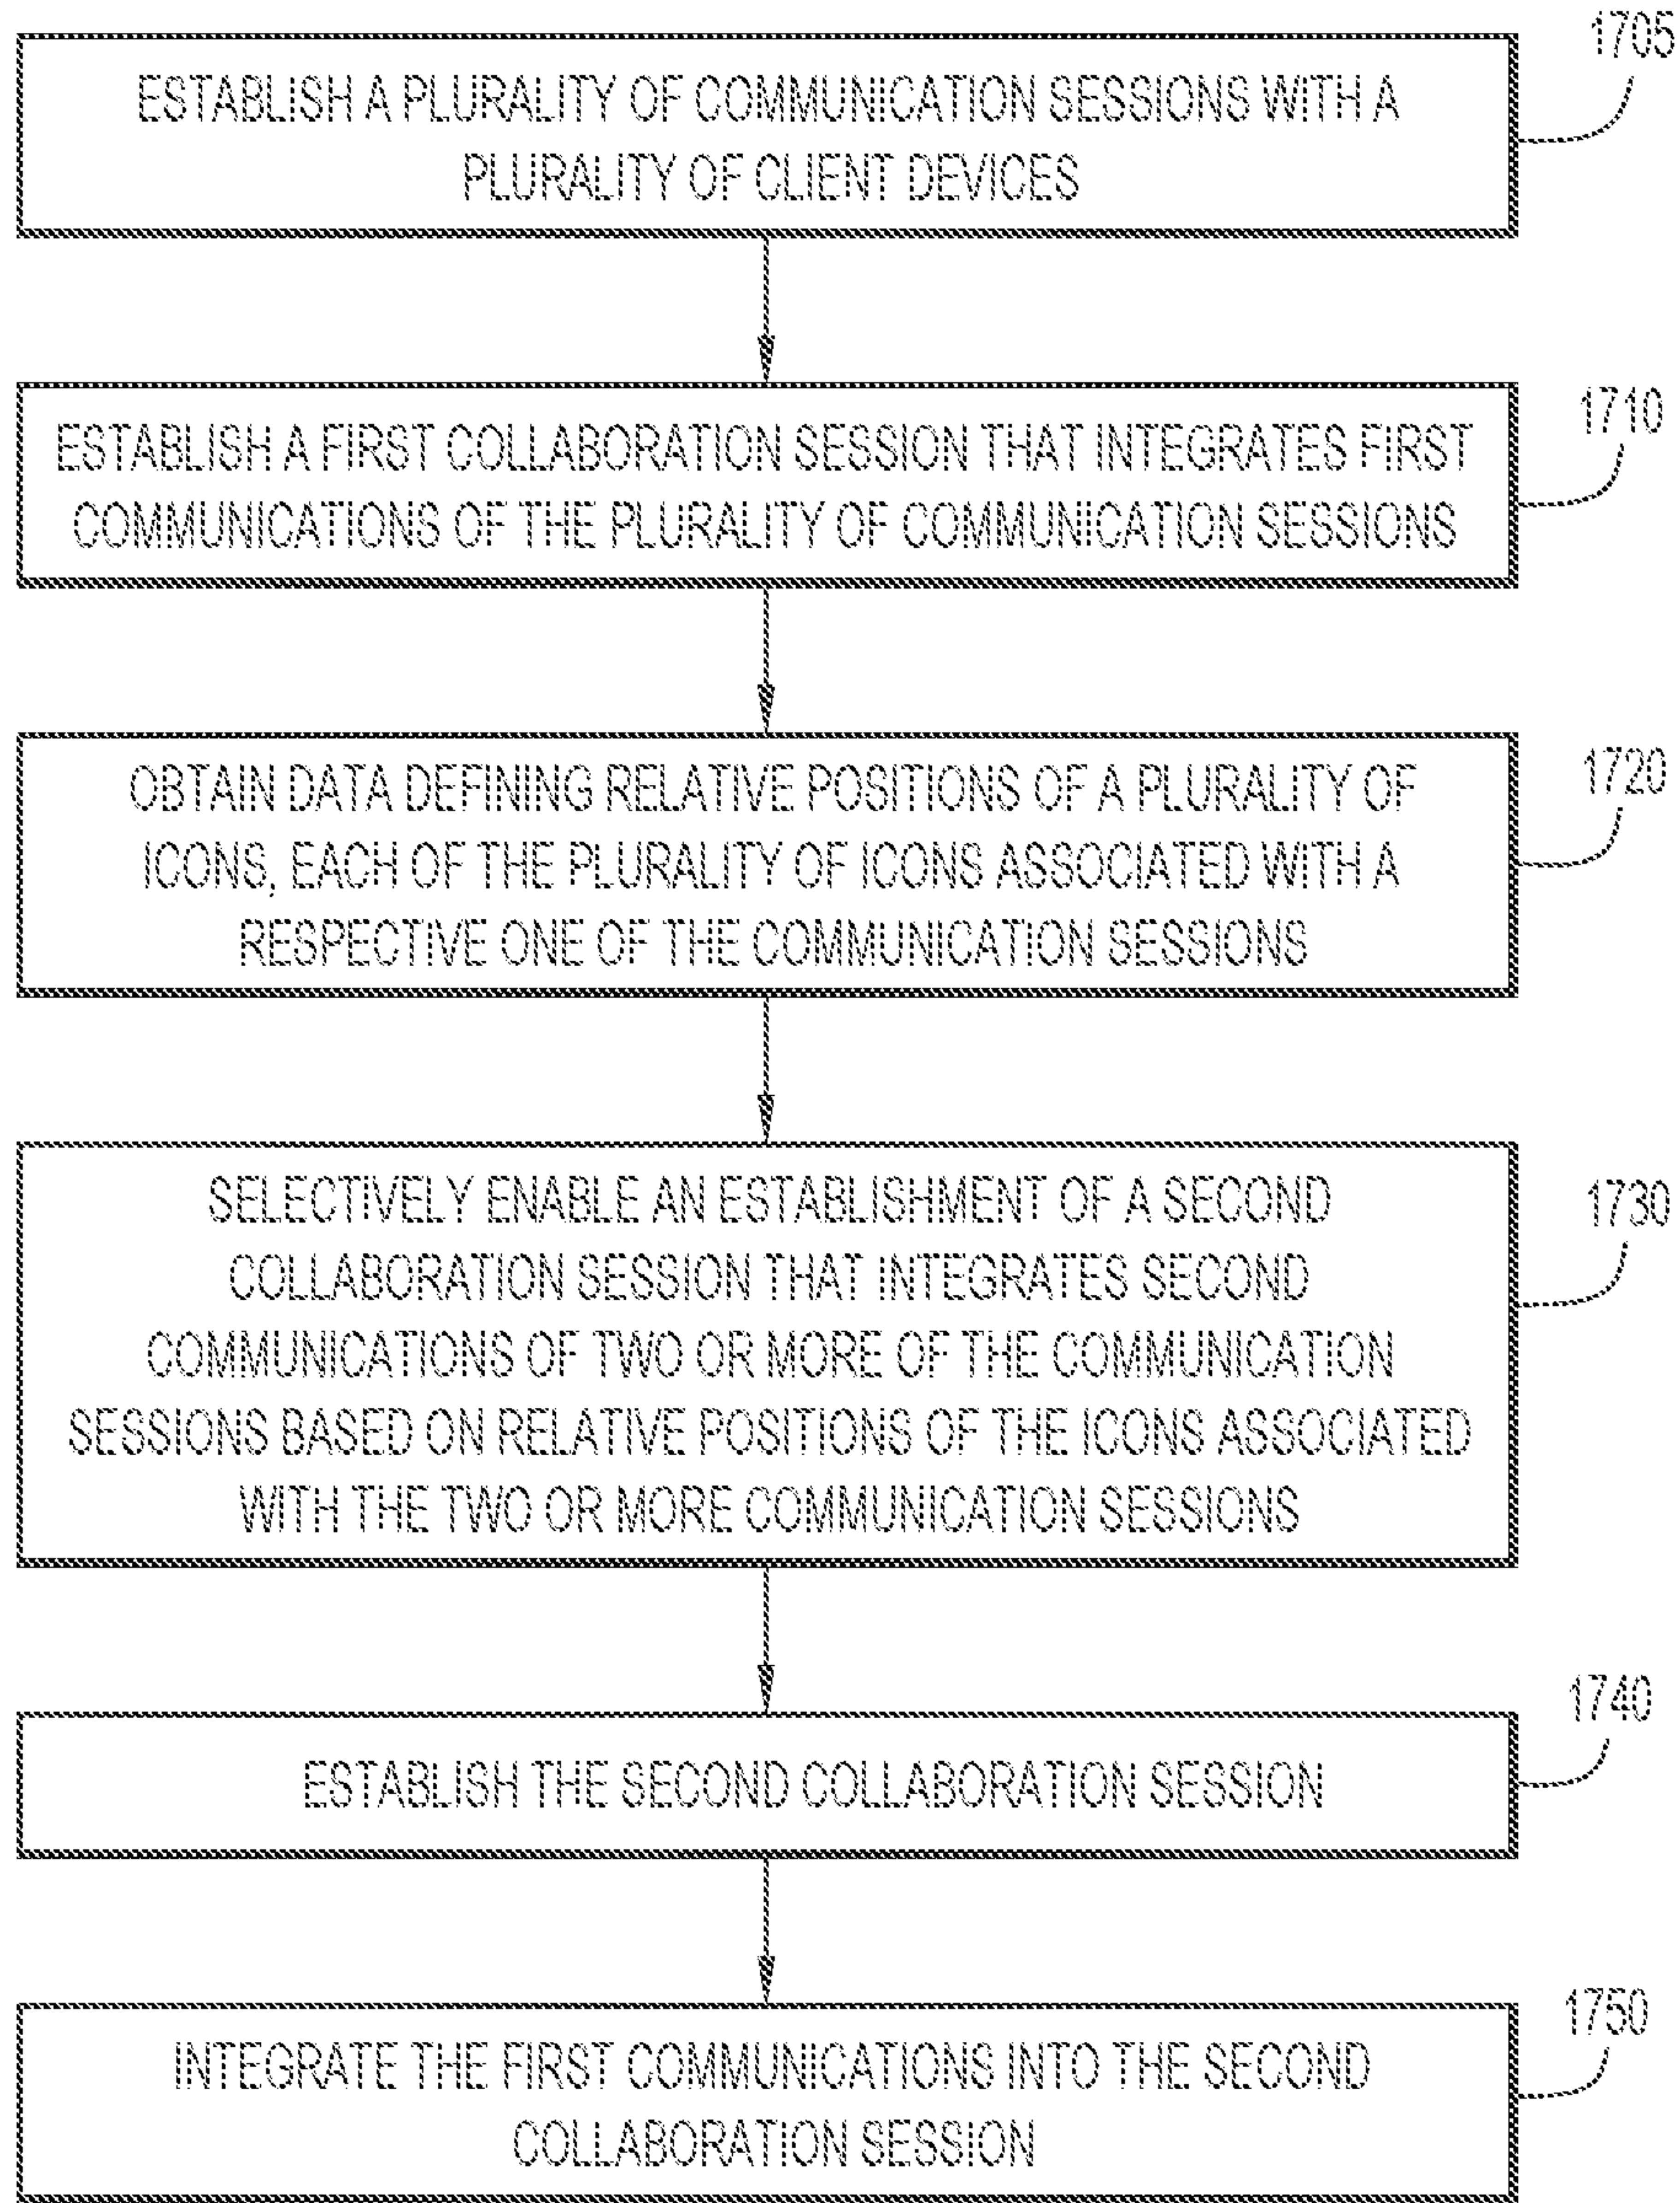 1705
ESTABLISH A PLURALITY OF COMMUNICATION SESSIONS WITH A
PLURALITY OF CLIENT DEVICES
1710
ESTABLISH A FIRST COLLABORATION SESSION THAT INTEGRATES FIRST
COMMUNICATIONS OF THE PLURALITY OF COMMUNICATION SESSIONS
1720
OBTAIN DATA DEFINING RELATIVE POSITIONS OF A PLURALITY OF
ICONS, EACH OF THE PLURALITY OF ICONS ASSOCIATED WITH A
RESPECTIVE ONE OF THE COMMUNICATION SESSIONS
1730
SELECTIVELY ENABLE AN ESTABLISHMENT OF A SECOND
COLLABORATION SESSION THAT INTEGRATES SECOND
COMMUNICATIONS OF TWO OR MORE OF THE COMMUNICATION
SESSIONS BASED ON RELATIVE POSITIONS OF THE ICONS ASSOCIATED
WITH THE TWO OR MORE COMMUNICATION SESSIONS
1740
ESTABLISH THE SECOND COLLABORATION SESSION
1750
INTEGRATE THE FIRST COMMUNICATIONS INTO THE SECOND
COLLABORATION SESSION